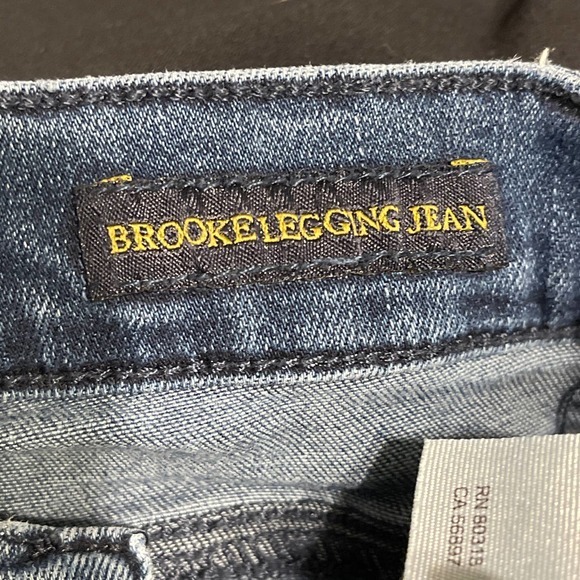 BROOKE LEGGING JEAN
RN 80318
CA 56897